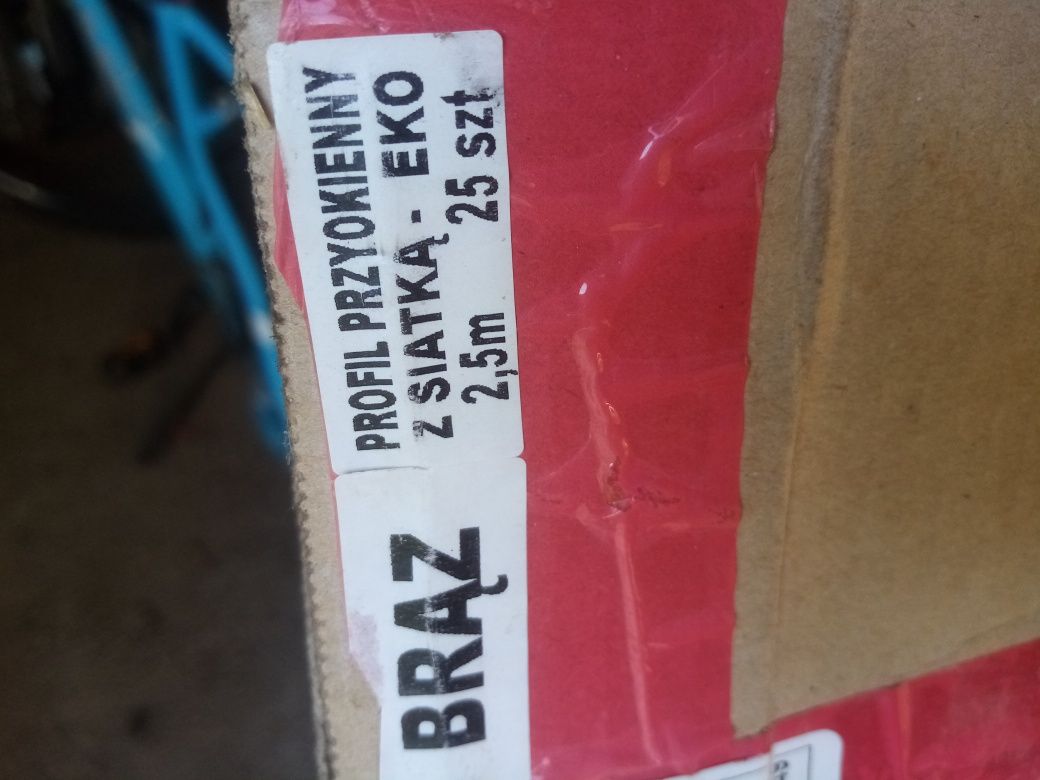 PROFIL PRZYOKIENNY
Z SIATKĄ - EKO
2,5m 25 szt
BRĄZ